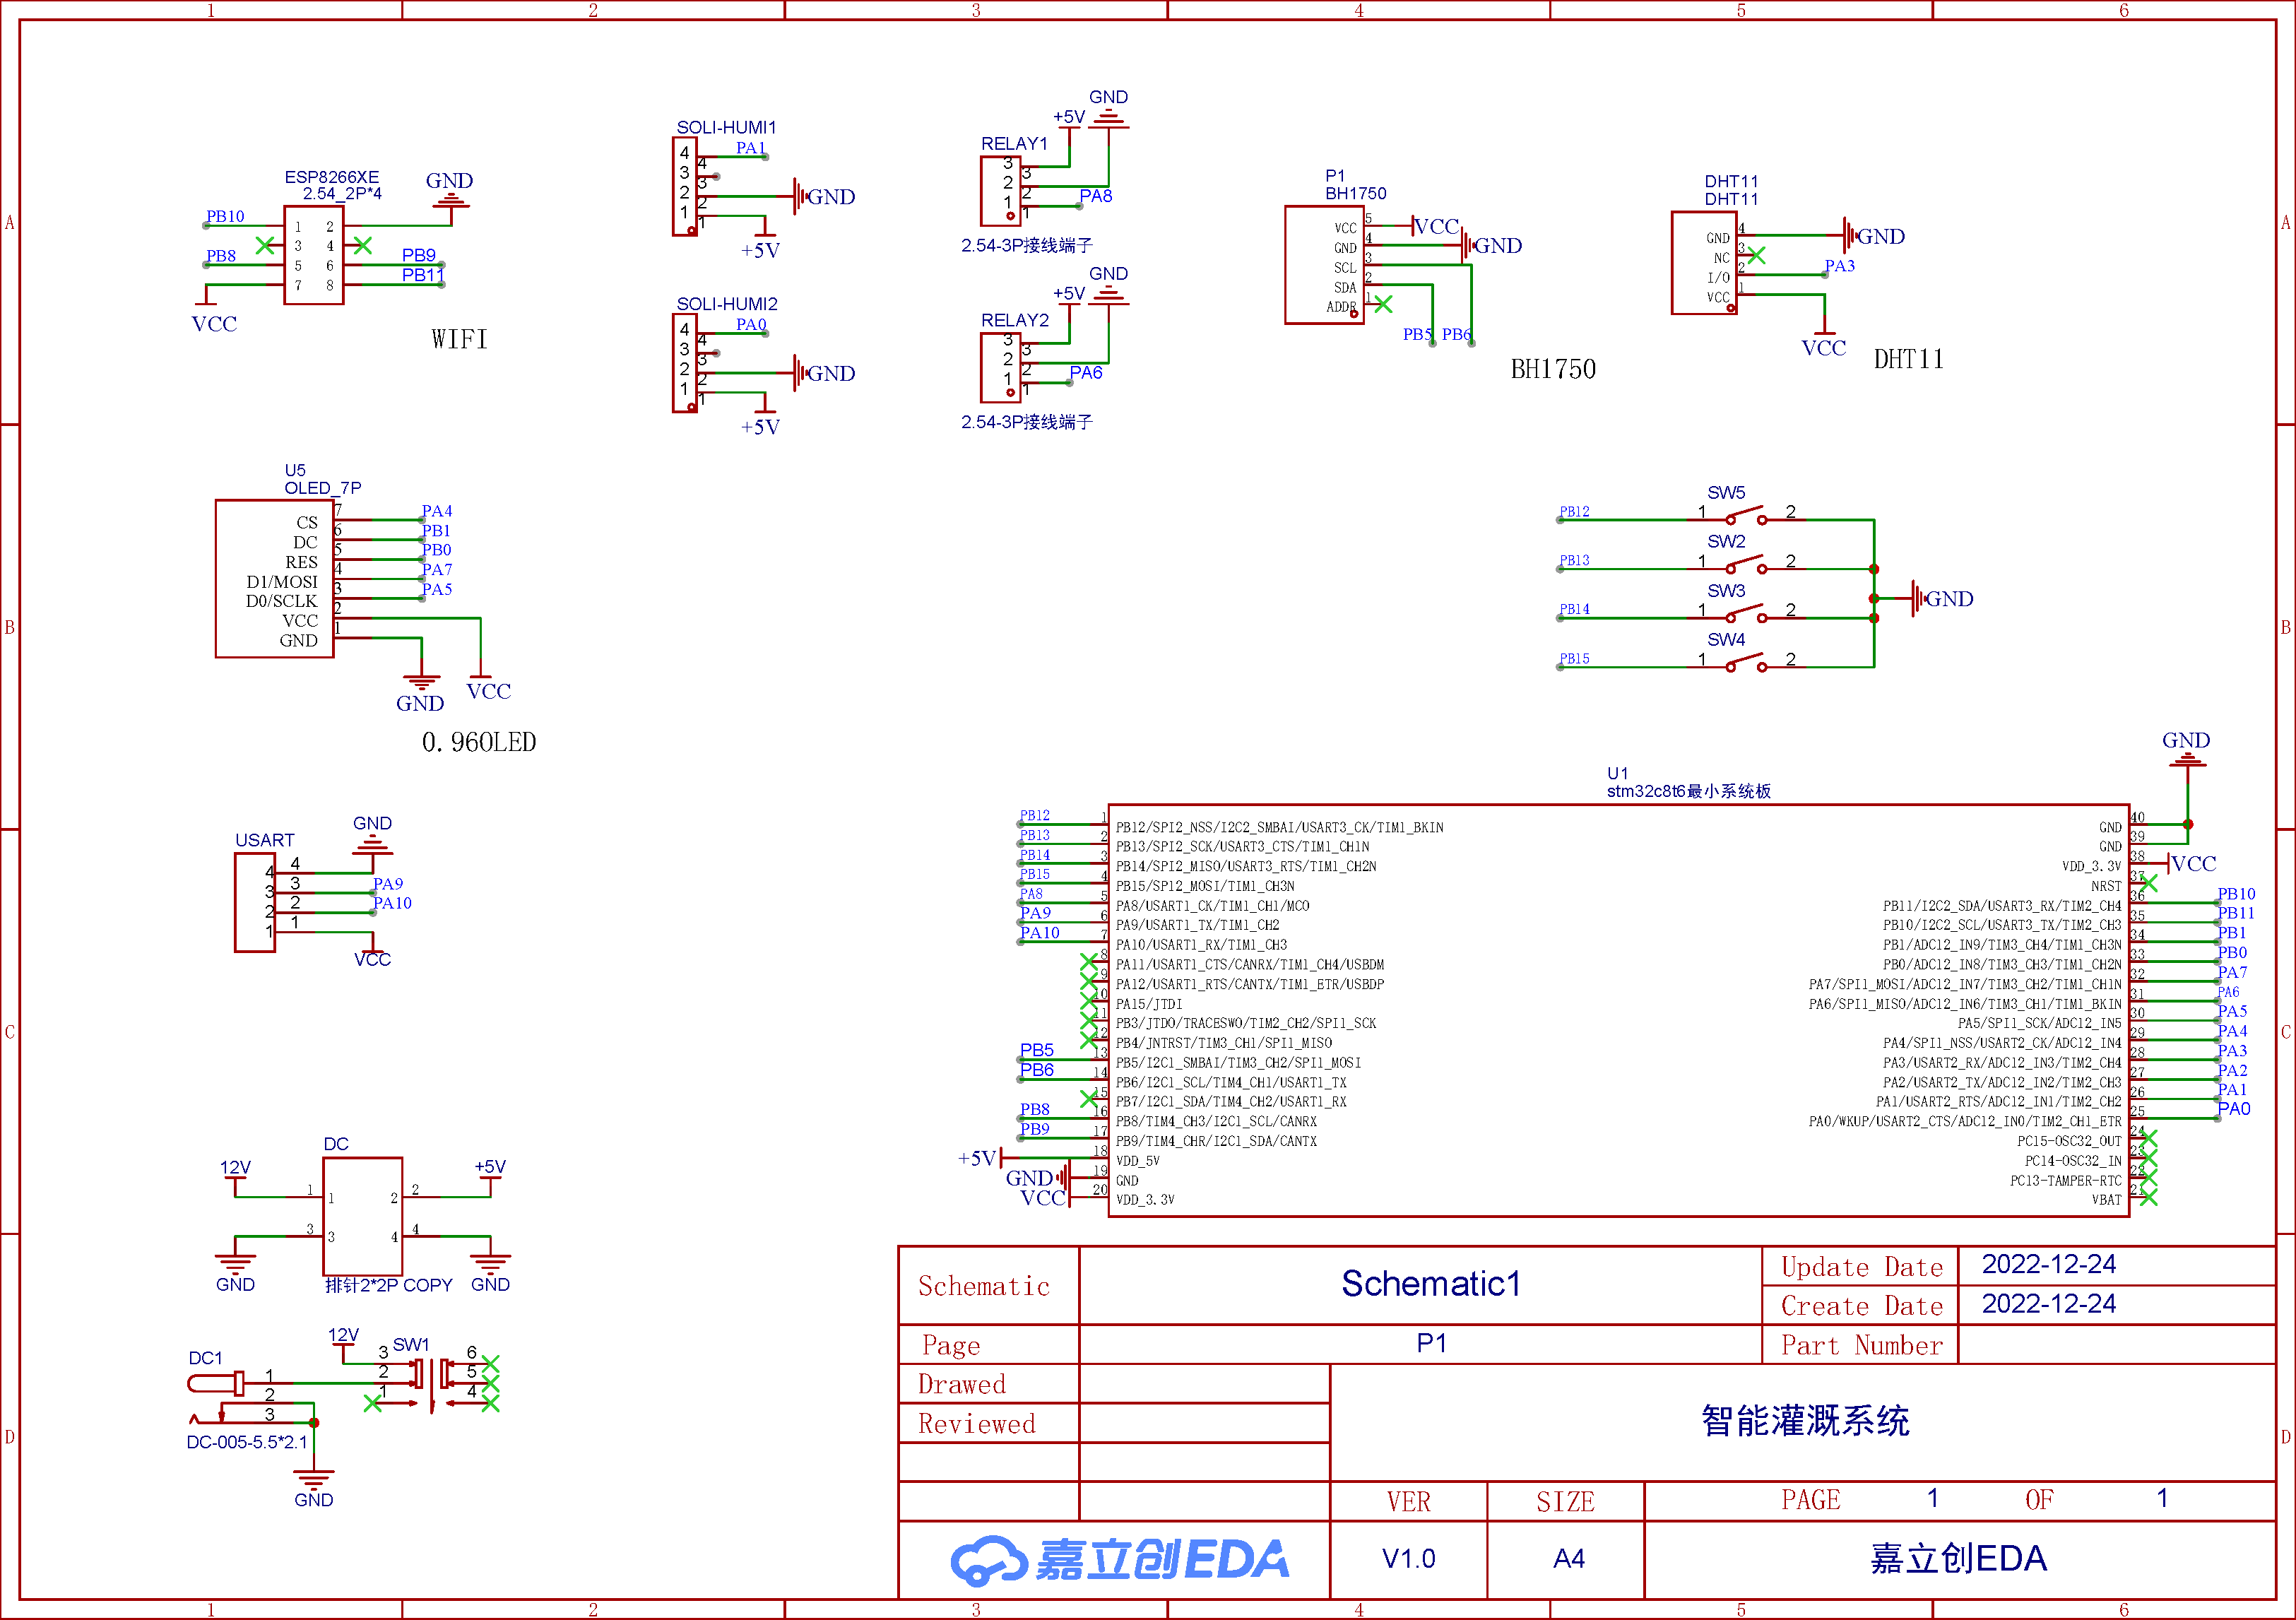 1 2 3 4 5 6
A
B
C
D
ESP8266XE
2.54_2P*4
PB10 1 2 GND
3 4
PB8 5 6 PB9
7 8 PB11
VCC
WIFI
SOLI-HUMI1
4 4 PA1
3 3
2 2 GND
1 1
+5V
SOLI-HUMI2
4 4 PA0
3 3
2 2 GND
1 1
+5V
RELAY1
+5V GND
3 3
2 2
1 1 PA8
2.54-3P接线端子
RELAY2
+5V GND
3 3
2 2
1 1 PA6
2.54-3P接线端子
P1
BH1750
VCC 5 VCC
GND 4 GND
SCL 3
SDA 2
ADDR 1
PB5 PB6
BH1750
DHT11
DHT11
GND 4 GND
NC 3
I/O 2 PA3
VCC 1
VCC
DHT11
U5
OLED_7P
CS 7 PA4
DC 6 PB1
RES 5 PB0
D1/MOSI 4 PA7
D0/SCLK 3 PA5
VCC 2
GND 1
GND VCC
0.96OLED
SW5
PB12 1 2
SW2
PB13 1 2
SW3
PB14 1 2
GND
SW4
PB15 1 2
USART
GND
4 4
3 3 PA9
2 2 PA10
1 1
VCC
DC
12V 1 1 2 2 +5V
3 3 4 4
GND GND
排针2*2P COPY
DC1
12V SW1
1 2 3
3 2 1
6 5 4
DC-005-5.5*2.1
GND
U1
stm32c8t6最小系统板
PB12 1 PB12/SPI2_NSS/I2C2_SMBAI/USART3_CK/TIM1_BKIN
PB13 2 PB13/SPI2_SCK/USART3_CTS/TIM1_CH1N
PB14 3 PB14/SPI2_MISO/USART3_RTS/TIM1_CH2N
PB15 4 PB15/SPI2_MOSI/TIM1_CH3N
PA8 5 PA8/USART1_CK/TIM1_CH1/MCO
PA9 6 PA9/USART1_TX/TIM1_CH2
PA10 7 PA10/USART1_RX/TIM1_CH3
8 PA11/USART1_CTS/CANRX/TIM1_CH4/USBDM
9 PA12/USART1_RTS/CANTX/TIM1_ETR/USBDP
10 PA15/JTDI
11 PB3/JTDO/TRACESWO/TIM2_CH2/SPI1_SCK
12 PB4/JNTRST/TIM3_CH1/SPI1_MISO
PB5 13 PB5/I2C1_SMBAI/TIM3_CH2/SPI1_MOSI
PB6 14 PB6/I2C1_SCL/TIM4_CH1/USART1_TX
15 PB7/I2C1_SDA/TIM4_CH2/USART1_RX
PB8 16 PB8/TIM4_CH3/I2C1_SCL/CANRX
PB9 17 PB9/TIM4_CHR/I2C1_SDA/CANTX
+5V 18 VDD_5V
GND 19 GND
VCC 20 VDD_3.3V
GND
GND 40
GND 39
VDD_3.3V 38 VCC
NRST 37
PB11/I2C2_SDA/USART3_RX/TIM2_CH4 36 PB10
PB10/I2C2_SCL/USART3_TX/TIM2_CH3 35 PB11
PB1/ADC12_IN9/TIM3_CH4/TIM1_CH3N 34 PB1
PB0/ADC12_IN8/TIM3_CH3/TIM1_CH2N 33 PB0
PA7/SPI1_MOSI/ADC12_IN7/TIM3_CH2/TIM1_CH1N 32 PA7
PA6/SPI1_MISO/ADC12_IN6/TIM3_CH1/TIM1_BKIN 31 PA6
PA5/SPI1_SCK/ADC12_IN5 30 PA5
PA4/SPI1_NSS/USART2_CK/ADC12_IN4 29 PA4
PA3/USART2_RX/ADC12_IN3/TIM2_CH4 28 PA3
PA2/USART2_TX/ADC12_IN2/TIM2_CH3 27 PA2
PA1/USART2_RTS/ADC12_IN1/TIM2_CH2 26 PA1
PA0/WKUP/USART2_CTS/ADC12_IN0/TIM2_CH1_ETR 25 PA0
PC15-OSC32_OUT 24
PC14-OSC32_IN 23
PC13-TAMPER-RTC 22
VBAT 21
Schematic Schematic1 Update Date 2022-12-24
Create Date 2022-12-24
Page P1 Part Number
Drawed
Reviewed
智能灌溉系统
VER SIZE PAGE 1 OF 1
嘉立创EDA V1.0 A4 嘉立创EDA
A
B
C
D
1 2 3 4 5 6